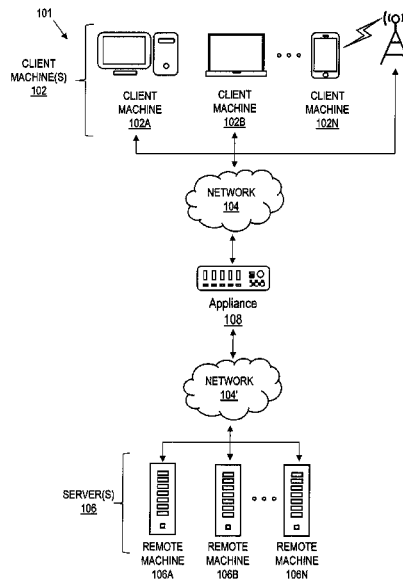 101
CLIENT
MACHINE(S)
102
CLIENT
MACHINE
102A
CLIENT
MACHINE
102B
CLIENT
MACHINE
102N
NETWORK
104
Appliance
108
NETWORK
104'
SERVER(S)
106
REMOTE
MACHINE
106A
REMOTE
MACHINE
106B
REMOTE
MACHINE
106N